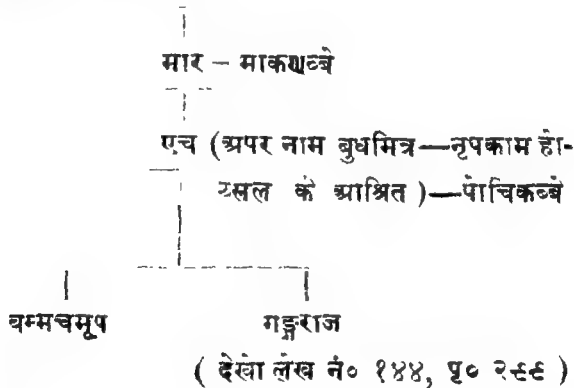 मार – माकणब्बे
एच (अपर नाम बुधमित्र—नृपकाम हो-
य्सल के आश्रित )—पोचिकब्बे
बम्मचमूप गङ्गराज
( देखो लेख नं० १४४, पृ० २९९ )